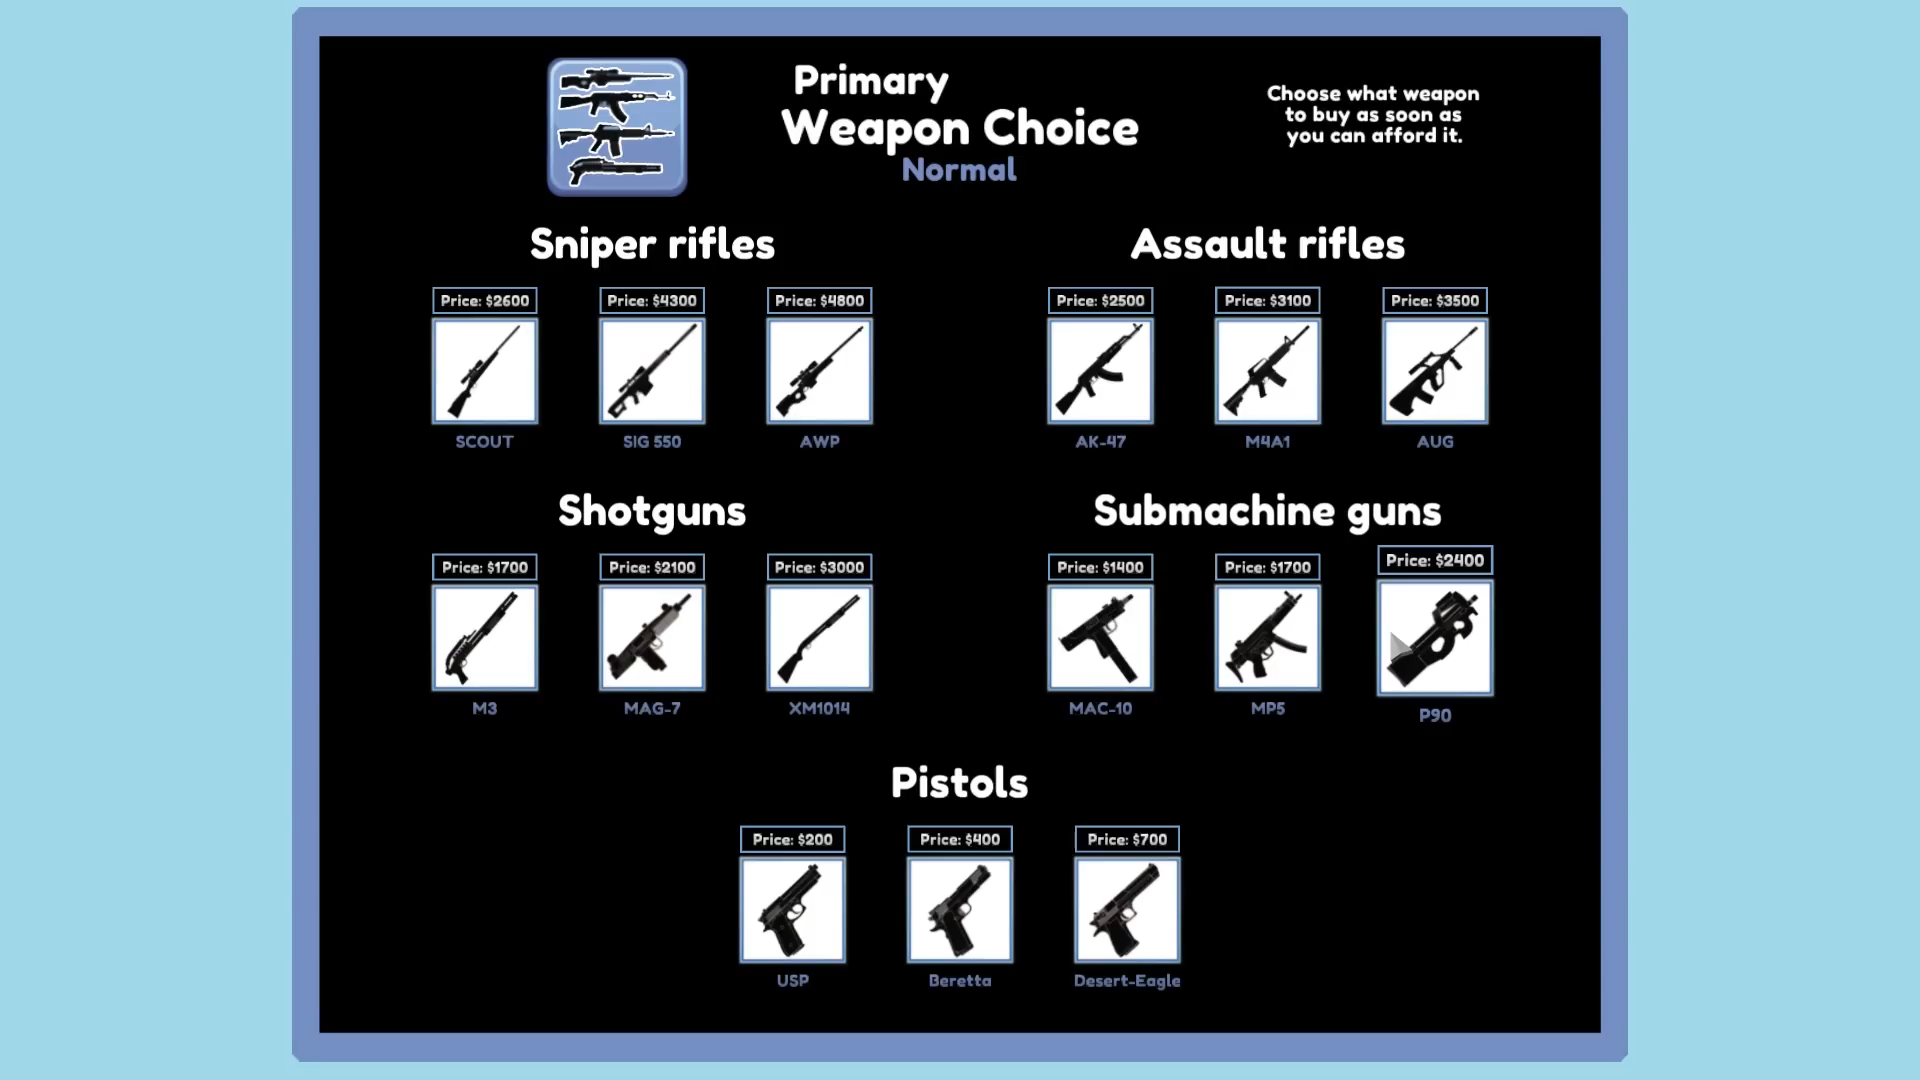 Primary
Weapon Choice
Normal
Choose what weapon
to buy as soon as
you can afford it.
Sniper rifles
Price: $2600
Price: $4300
Price: $4800
SCOUT
SIG 550
AWP
Assault rifles
Price: $2500
Price: $3100
Price: $3500
AK-47
M4A1
AUG
Shotguns
Price: $1700
Price: $2100
Price: $3000
M3
MAG-7
XM1014
Submachine guns
Price: $1400
Price: $1700
Price: $2400
MAC-10
MP5
P90
Pistols
Price: $200
Price: $400
Price: $700
USP
Beretta
Desert-Eagle